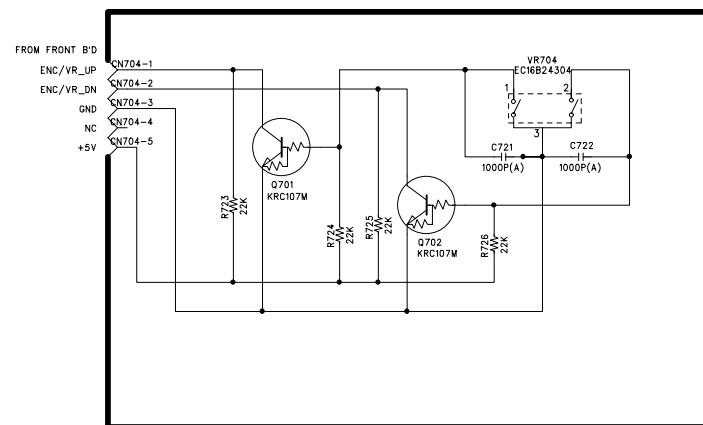 FROM FRONT B'D
CN704-1
ENC/VR_UP
CN704-2
ENC/VR_DN
CN704-3
GND
CN704-4
NC
CN704-5
+5V
VR704
EC16B24304
1
2
3
C721
1000P(A)
C722
1000P(A)
Q701
KRC107M
Q702
KRC107M
R723
22K
R724
22K
R725
22K
R726
22K